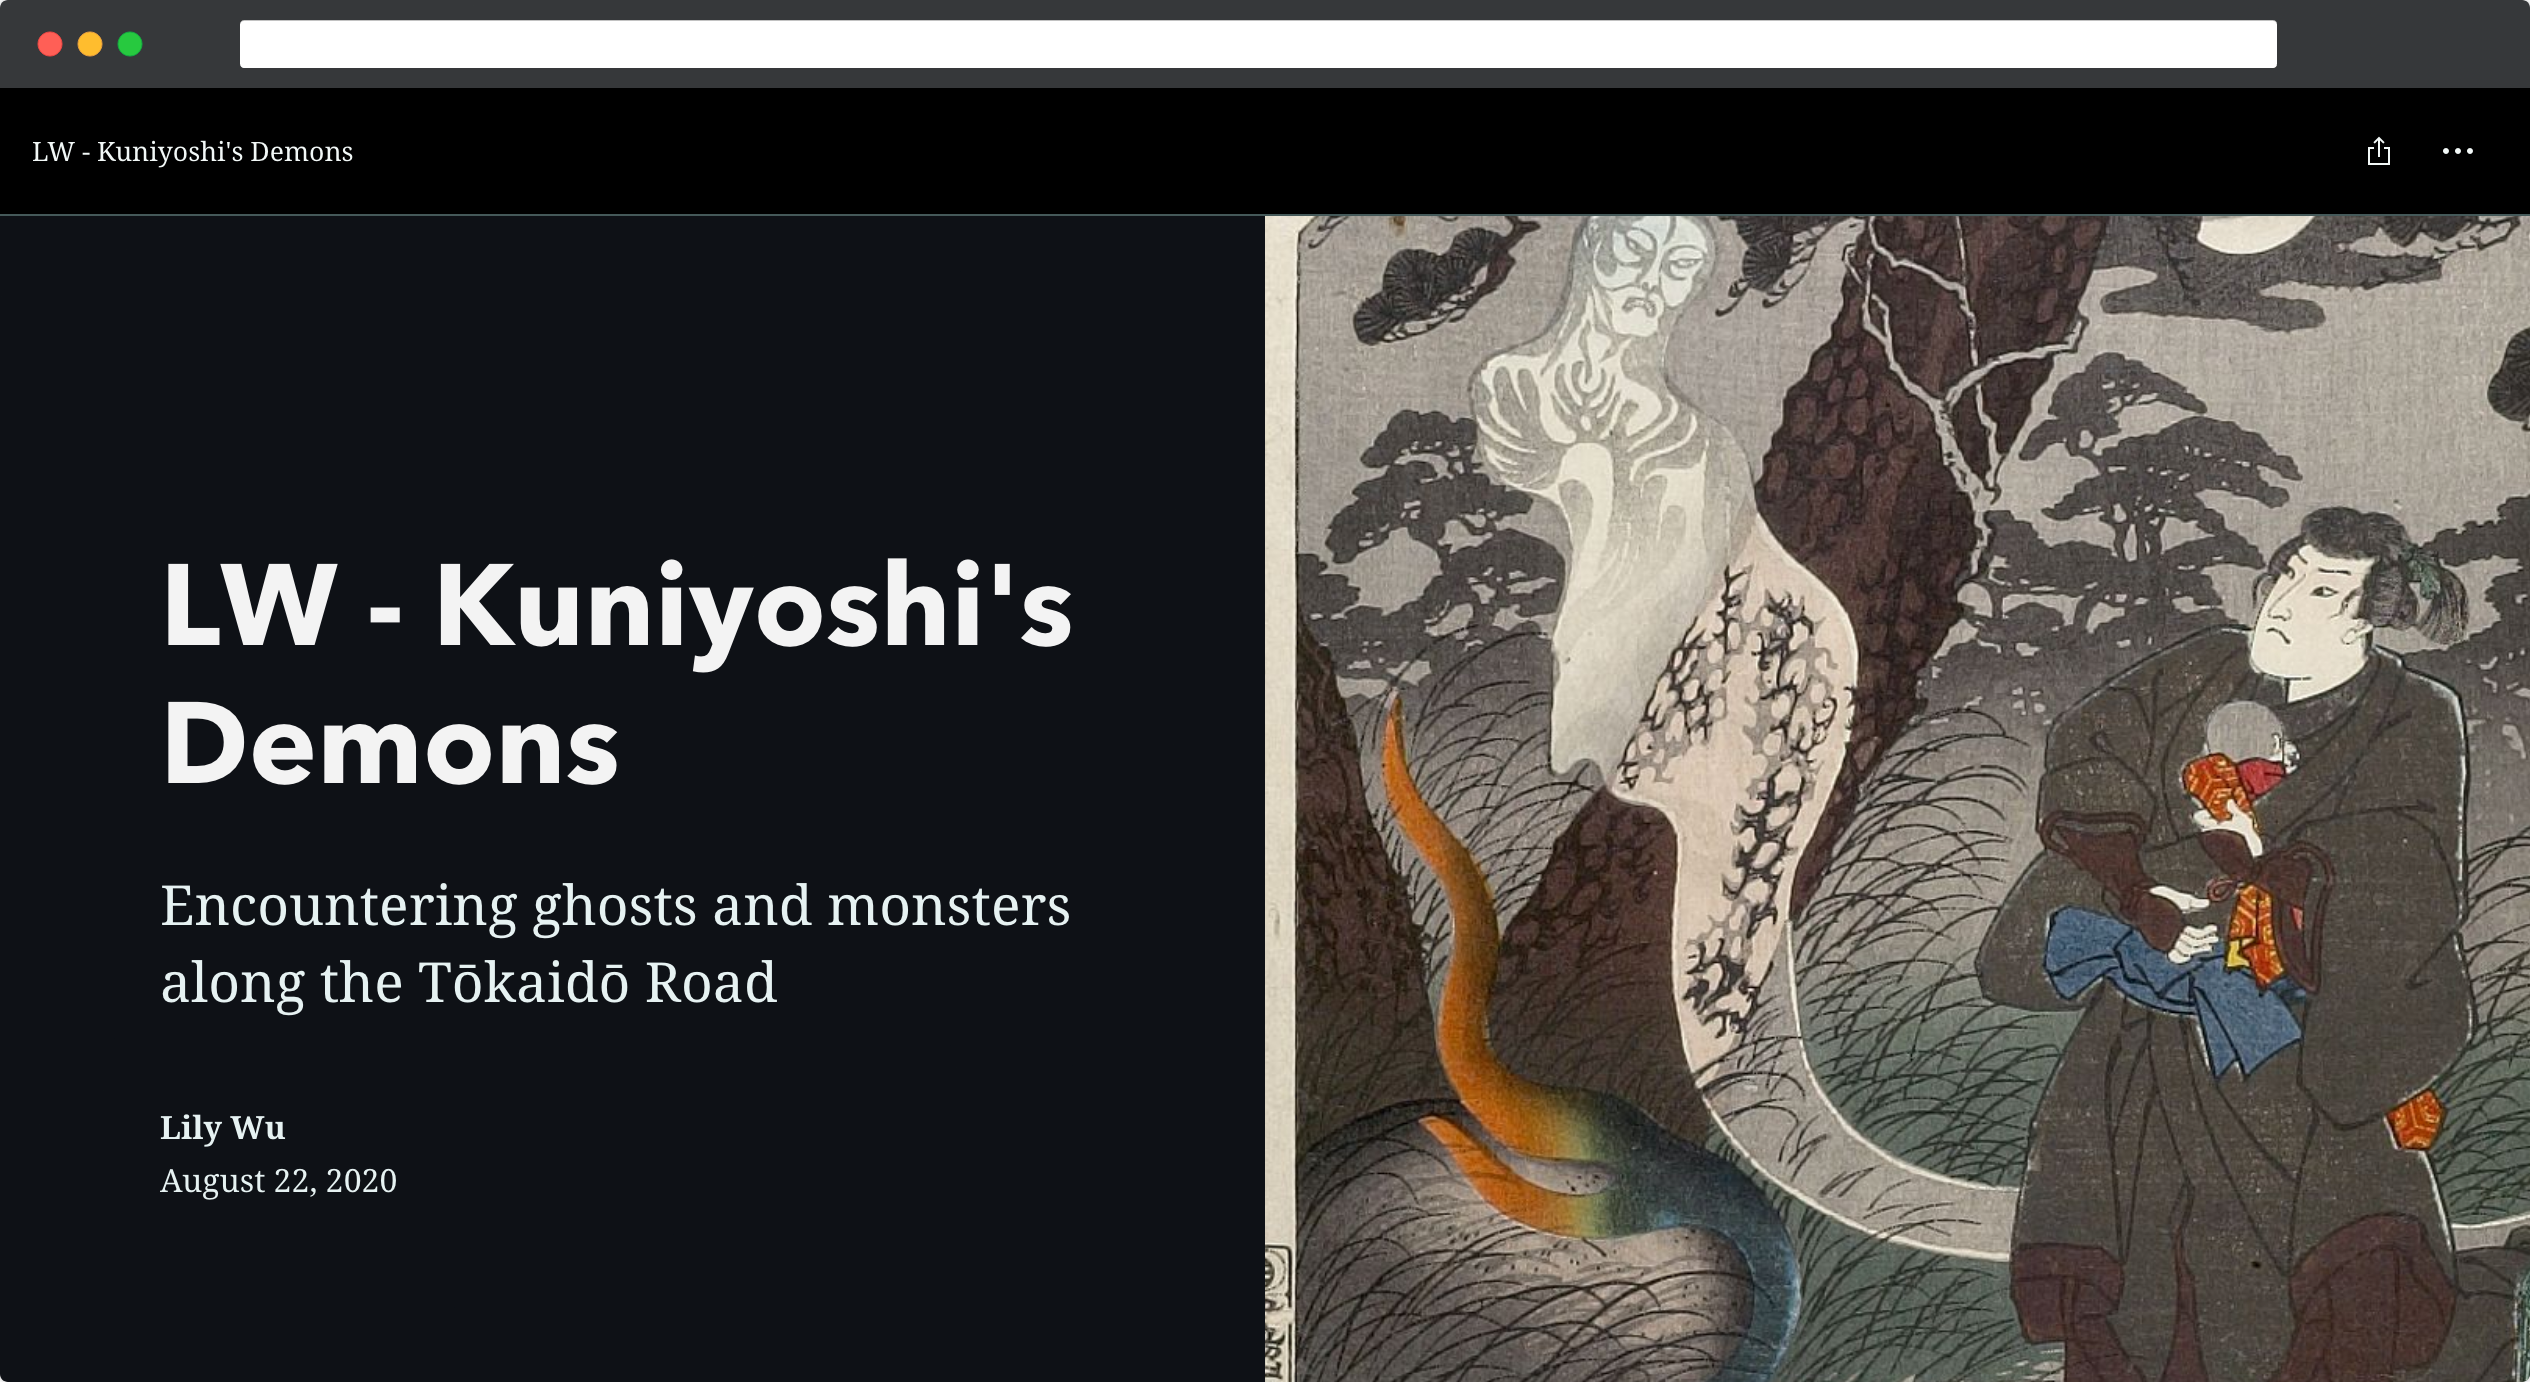 LW - Kuniyoshi's Demons
LW - Kuniyoshi's
Demons
Encountering ghosts and monsters
along the Tōkaidō Road
Lily Wu
August 22, 2020